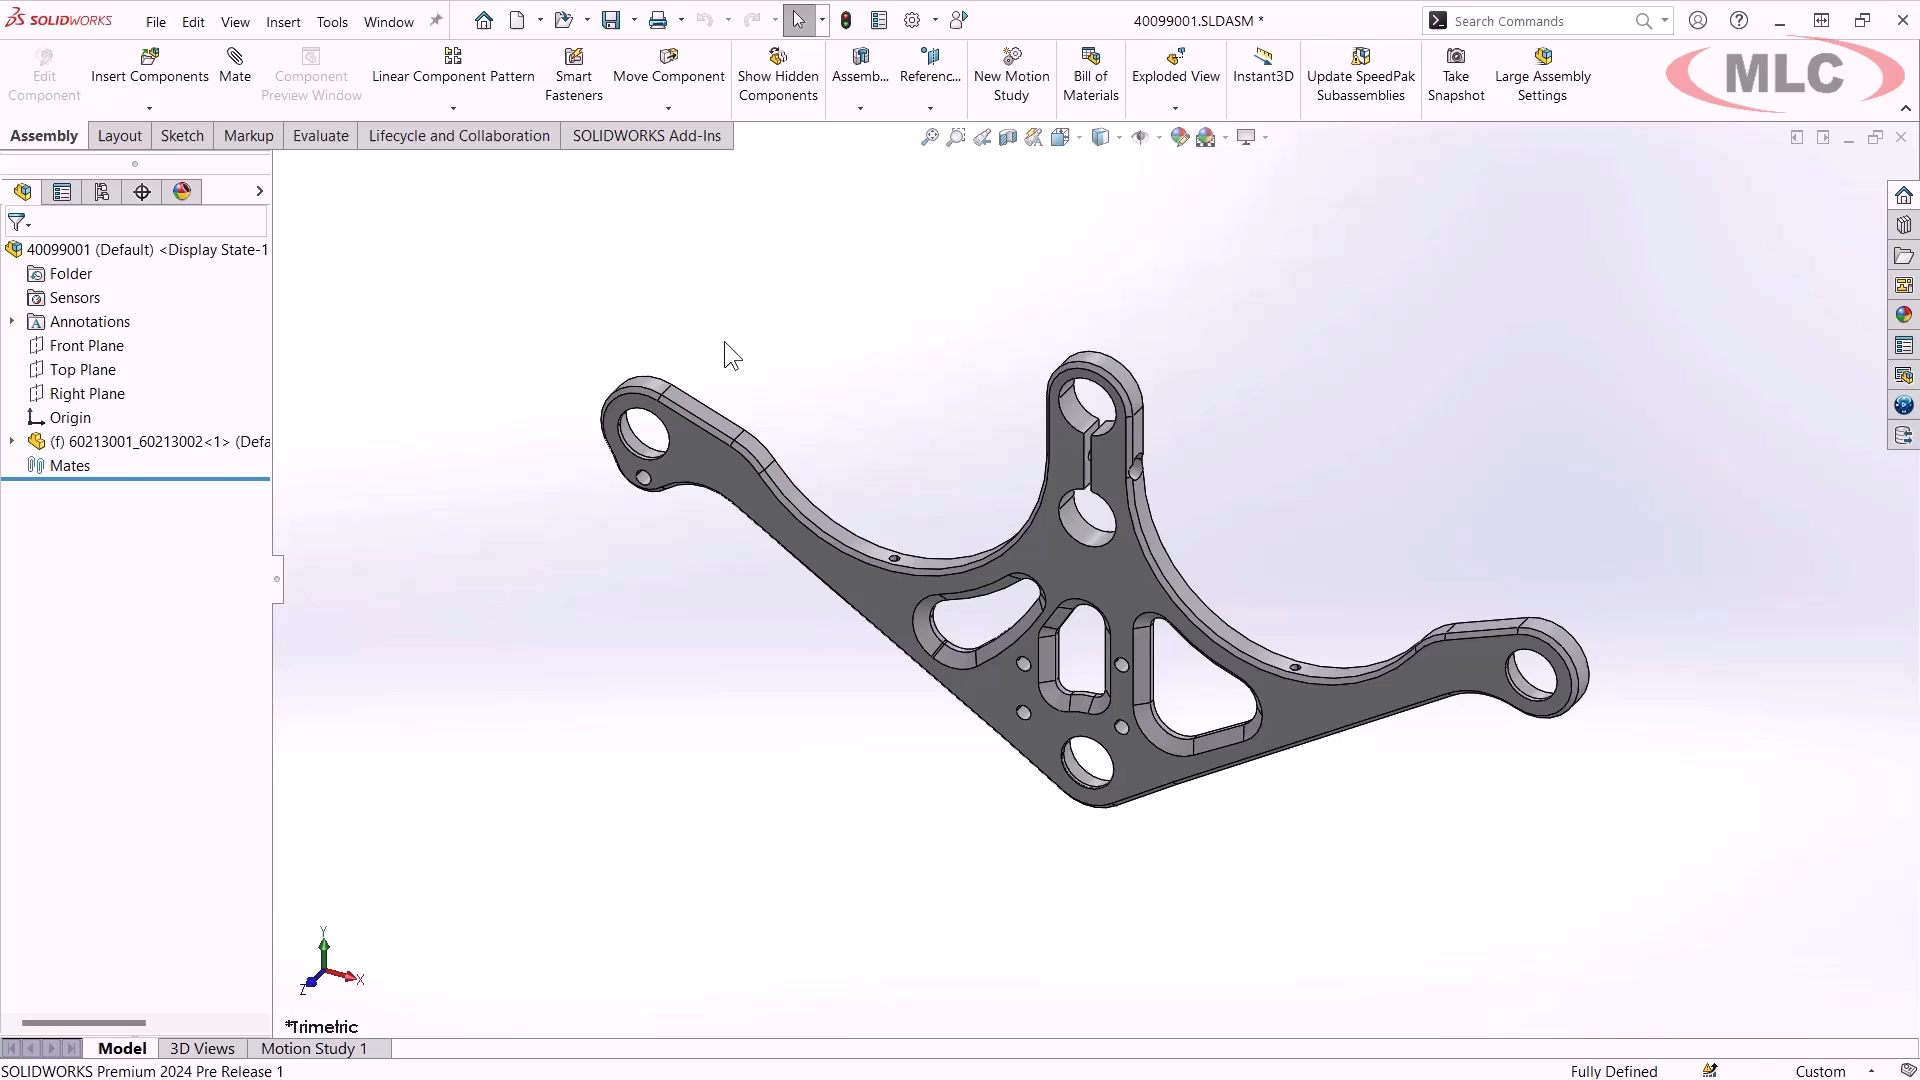 SOLIDWORKS File Edit View Insert Tools Window 40099001.SLDASM * Search Commands
Edit Component Insert Components Mate Component Preview Window Linear Component Pattern Smart Fasteners Move Component Show Hidden Components Assemb... Referenc... New Motion Study Bill of Materials Exploded View Instant3D Update SpeedPak Subassemblies Take Snapshot Large Assembly Settings
MLC
Assembly Layout Sketch Markup Evaluate Lifecycle and Collaboration SOLIDWORKS Add-Ins
40099001 (Default) <Display State-1
Folder
Sensors
Annotations
Front Plane
Top Plane
Right Plane
Origin
(f) 60213001_60213002<1> (Defa
Mates
Y
X
Z
*Trimetric
Model 3D Views Motion Study 1
SOLIDWORKS Premium 2024 Pre Release 1 Fully Defined Custom